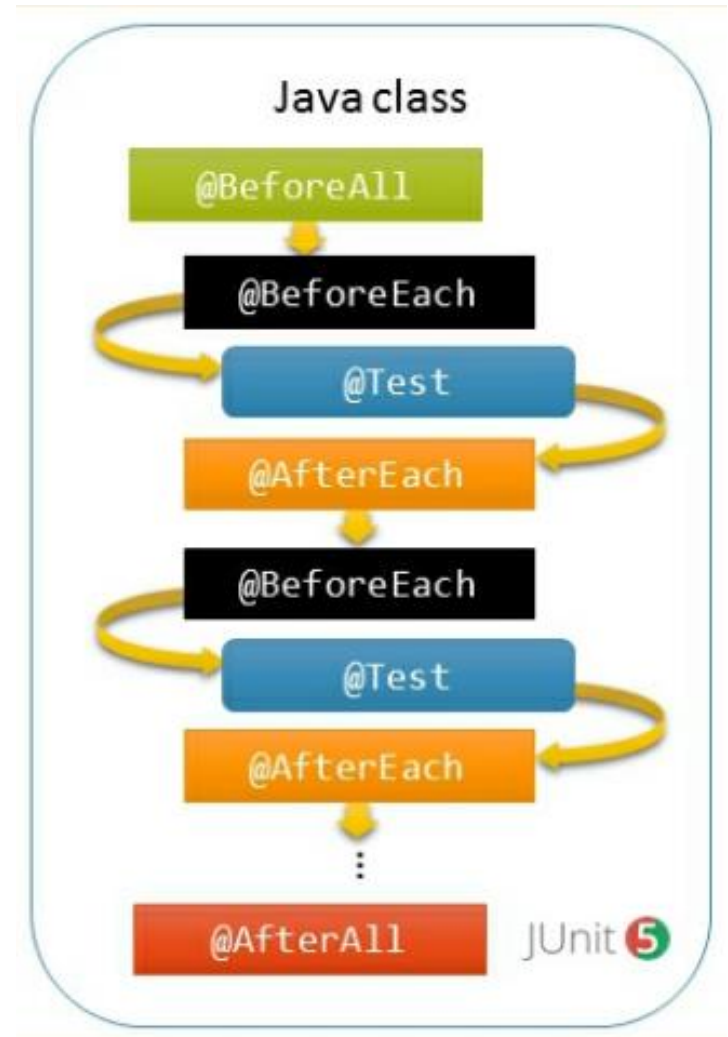 Java class
@BeforeAll
@BeforeEach
@Test
@AfterEach
@BeforeEach
@Test
@AfterEach
⋮
@AfterAll
JUnit 5